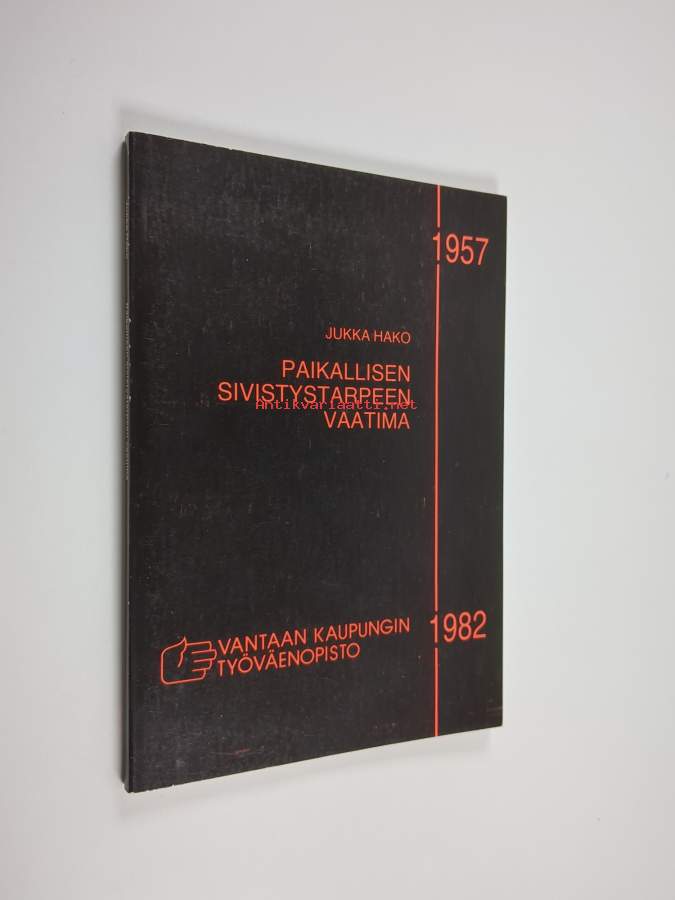 1957
JUKKA HAKO
PAIKALLISEN
SIVISTYSTARPEEN
Antikvariaatti.net
VAATIMA
VANTAAN KAUPUNGIN
TYÖVÄENOPISTO
1982